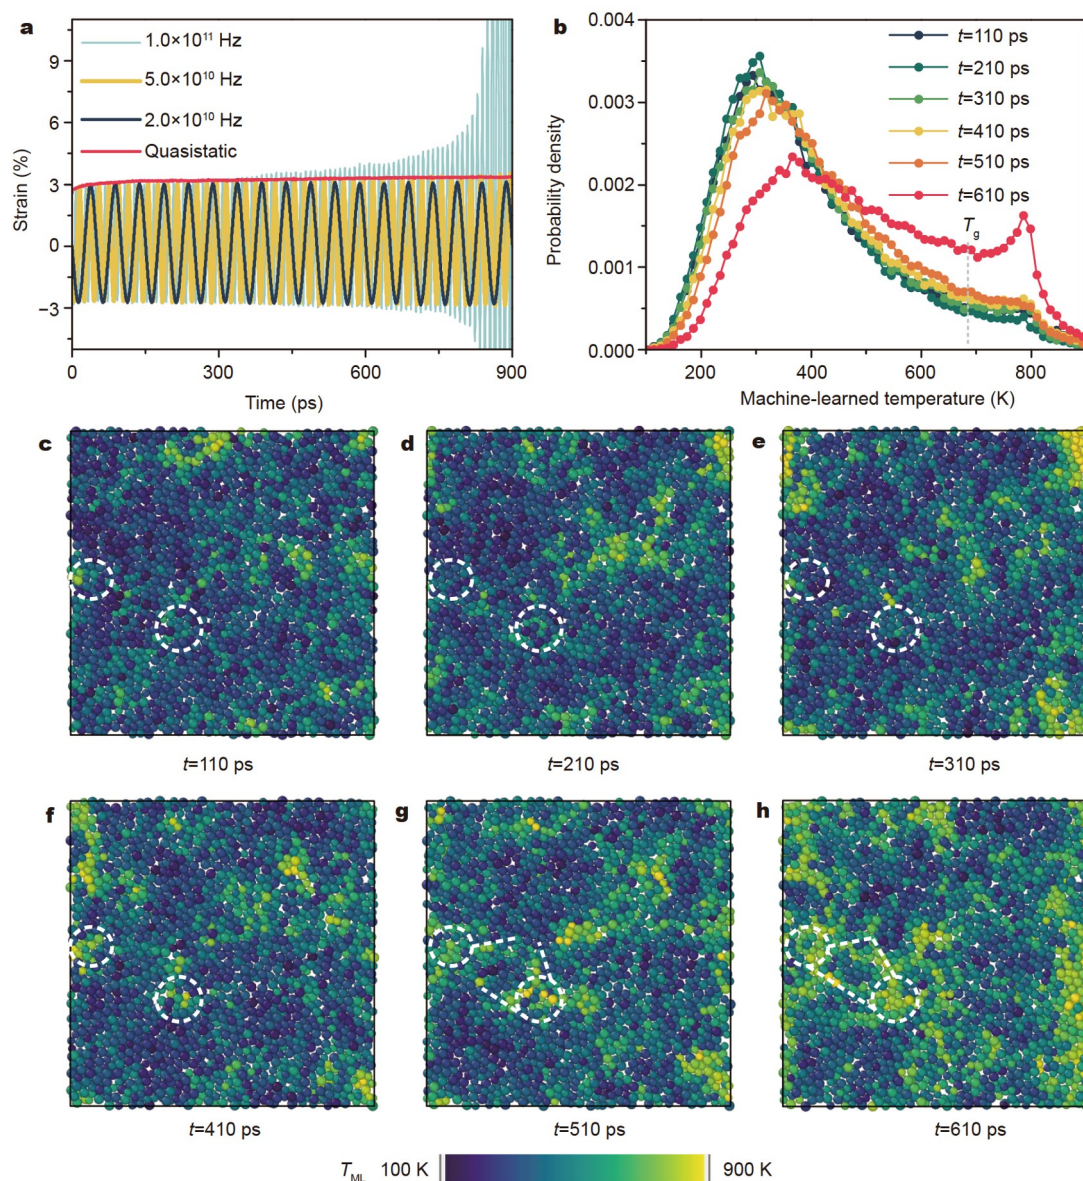 a
1.0×10¹¹ Hz
5.0×10¹⁰ Hz
2.0×10¹⁰ Hz
Quasistatic
Strain (%)
9
6
3
0
−3
0
300
600
900
Time (ps)
b
t=110 ps
t=210 ps
t=310 ps
t=410 ps
t=510 ps
t=610 ps
Tg
Probability density
0.004
0.003
0.002
0.001
0.000
200
400
600
800
Machine-learned temperature (K)
c
d
e
t=110 ps
t=210 ps
t=310 ps
f
g
h
t=410 ps
t=510 ps
t=610 ps
TML 100 K 900 K